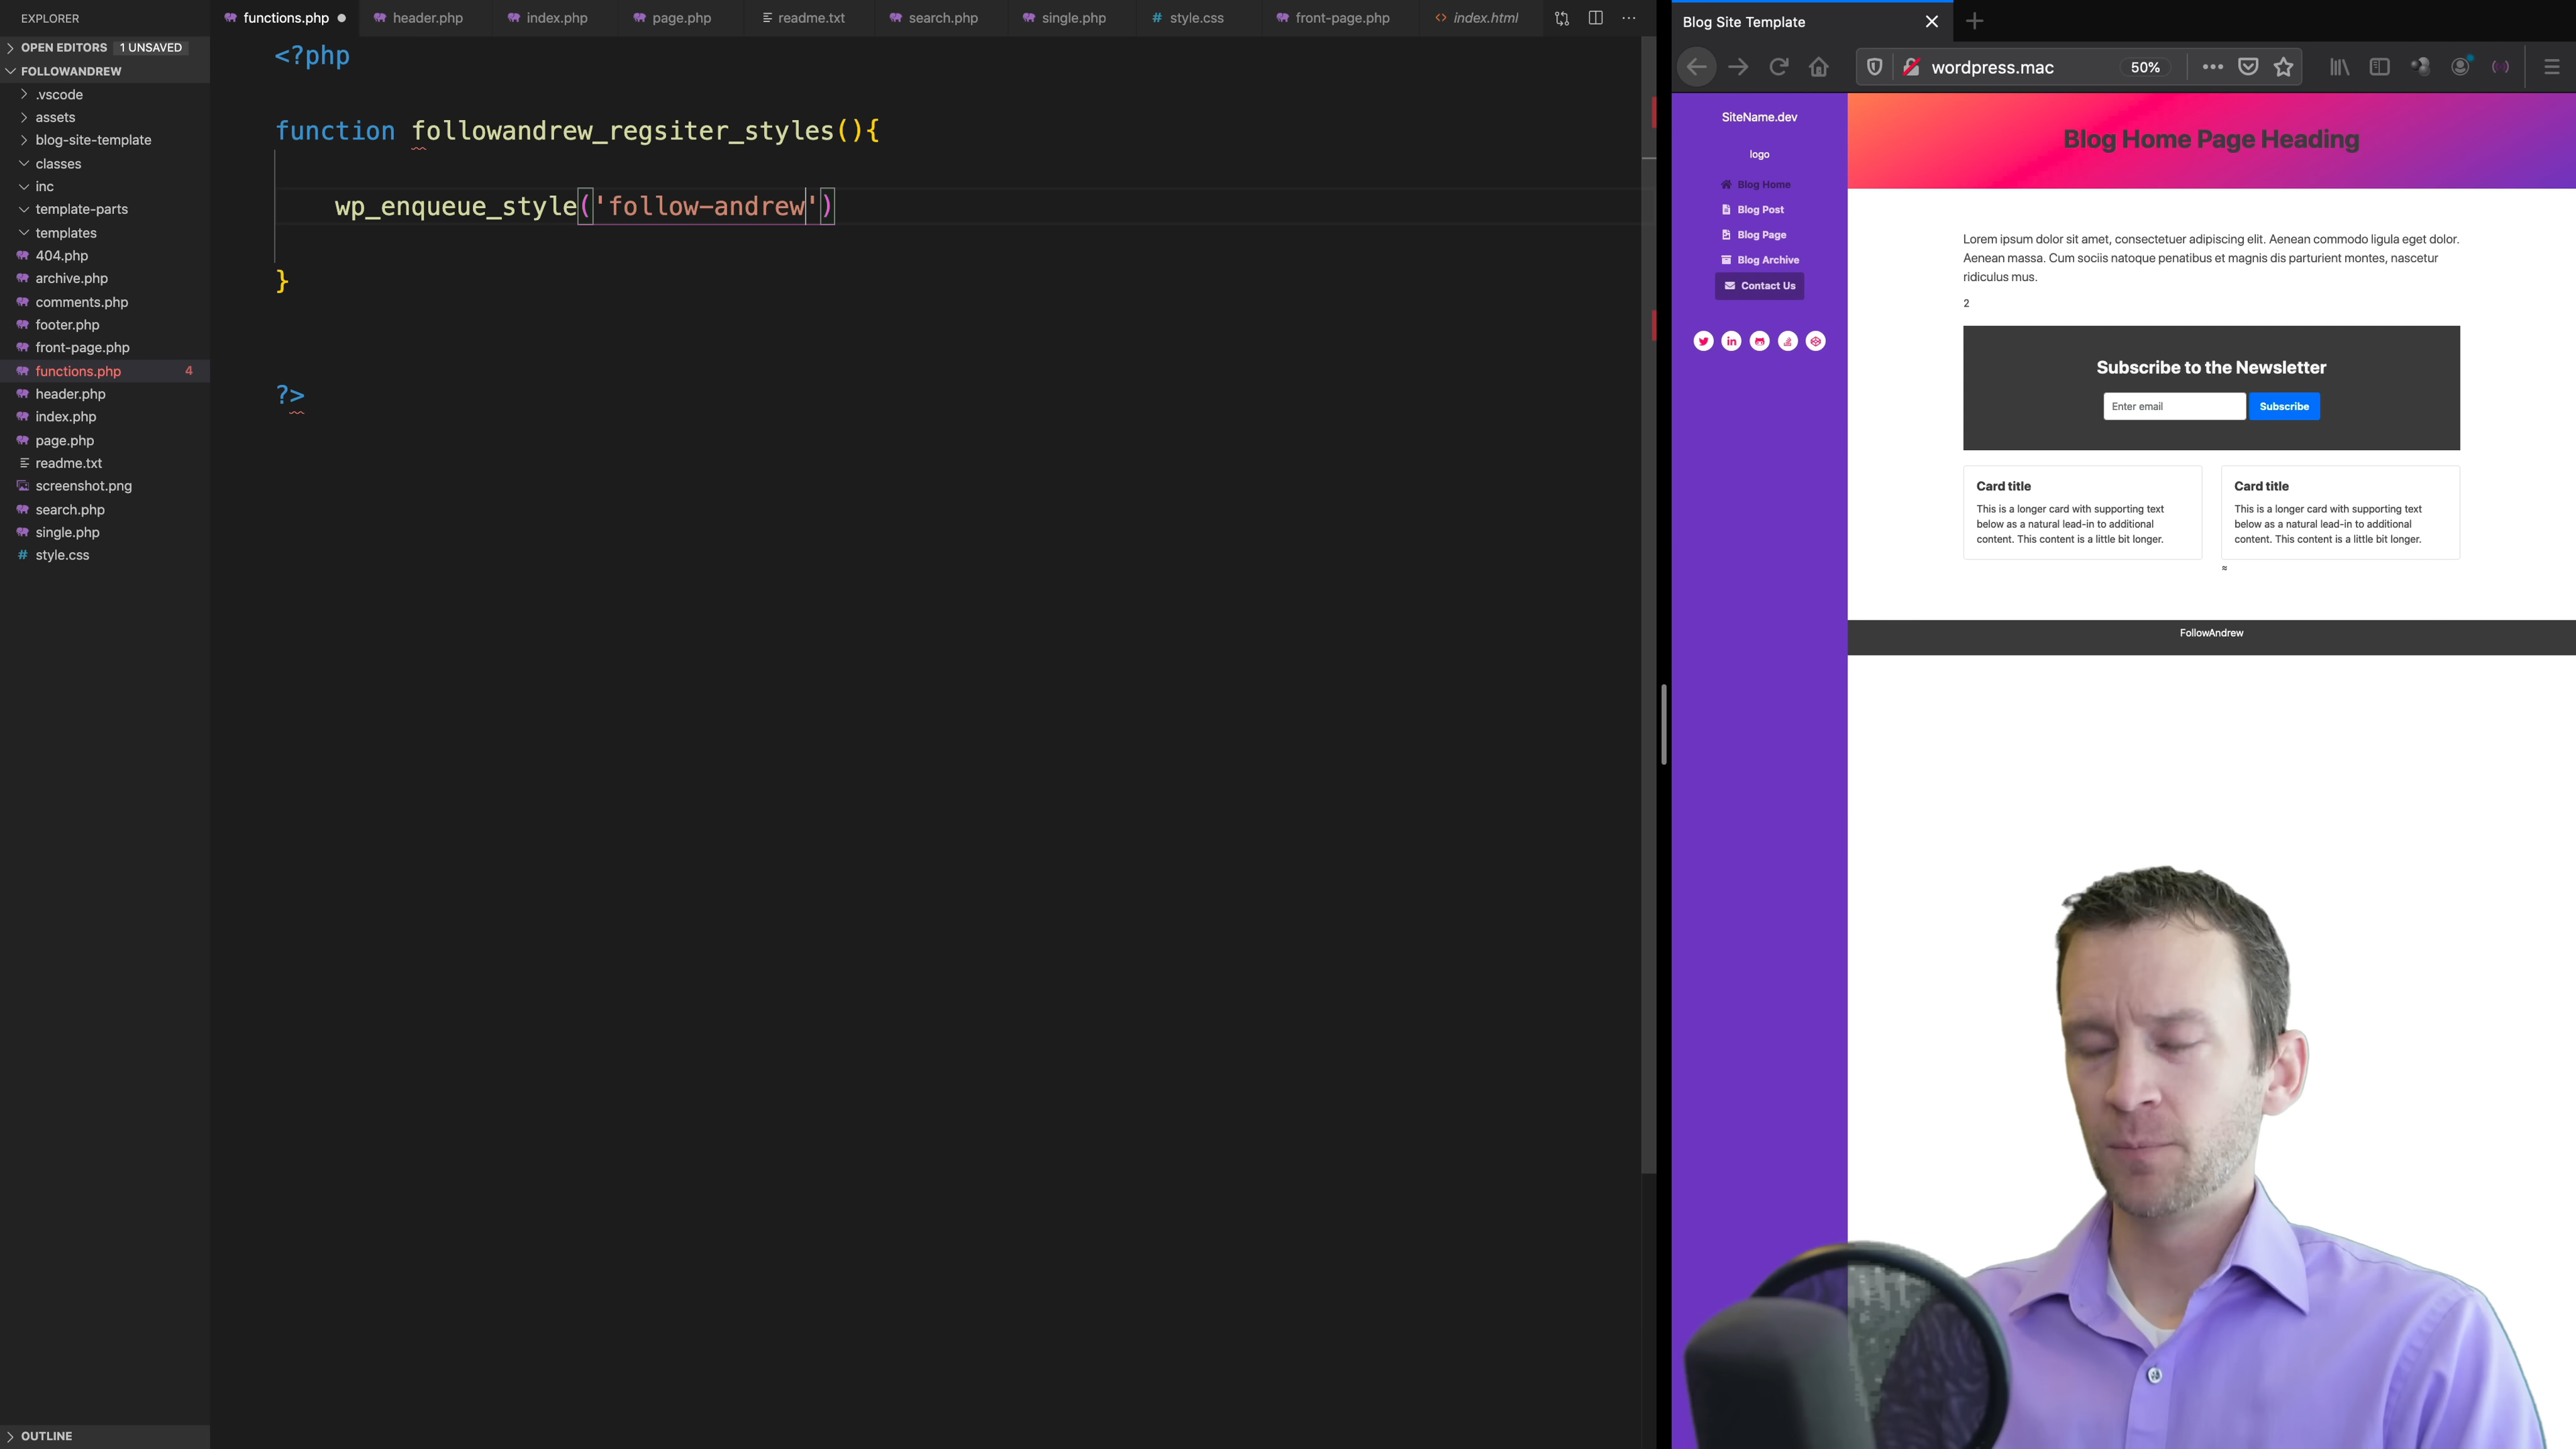 EXPLORER
OPEN EDITORS 1 UNSAVED
FOLLOWANDREW
.vscode
assets
blog-site-template
classes
inc
template-parts
templates
404.php
archive.php
comments.php
footer.php
front-page.php
functions.php 4
header.php
index.php
page.php
readme.txt
screenshot.png
search.php
single.php
style.css
OUTLINE
functions.php header.php index.php page.php readme.txt search.php single.php style.css front-page.php index.html
<?php
function followandrew_regsiter_styles(){
wp_enqueue_style('follow-andrew')
}
?>
Blog Site Template
wordpress.mac 50%
SiteName.dev
logo
Blog Home
Blog Post
Blog Page
Blog Archive
Contact Us
Blog Home Page Heading
Lorem ipsum dolor sit amet, consectetuer adipiscing elit. Aenean commodo ligula eget dolor.
Aenean massa. Cum sociis natoque penatibus et magnis dis parturient montes, nascetur
ridiculus mus.
2
Subscribe to the Newsletter
Enter email Subscribe
Card title
This is a longer card with supporting text
below as a natural lead-in to additional
content. This content is a little bit longer.
Card title
This is a longer card with supporting text
below as a natural lead-in to additional
content. This content is a little bit longer.
≈
FollowAndrew